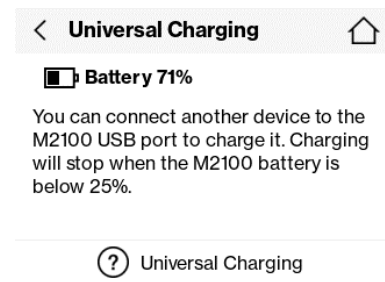 Universal Charging
Battery 71%
You can connect another device to the
M2100 USB port to charge it. Charging
will stop when the M2100 battery is
below 25%.
? Universal Charging